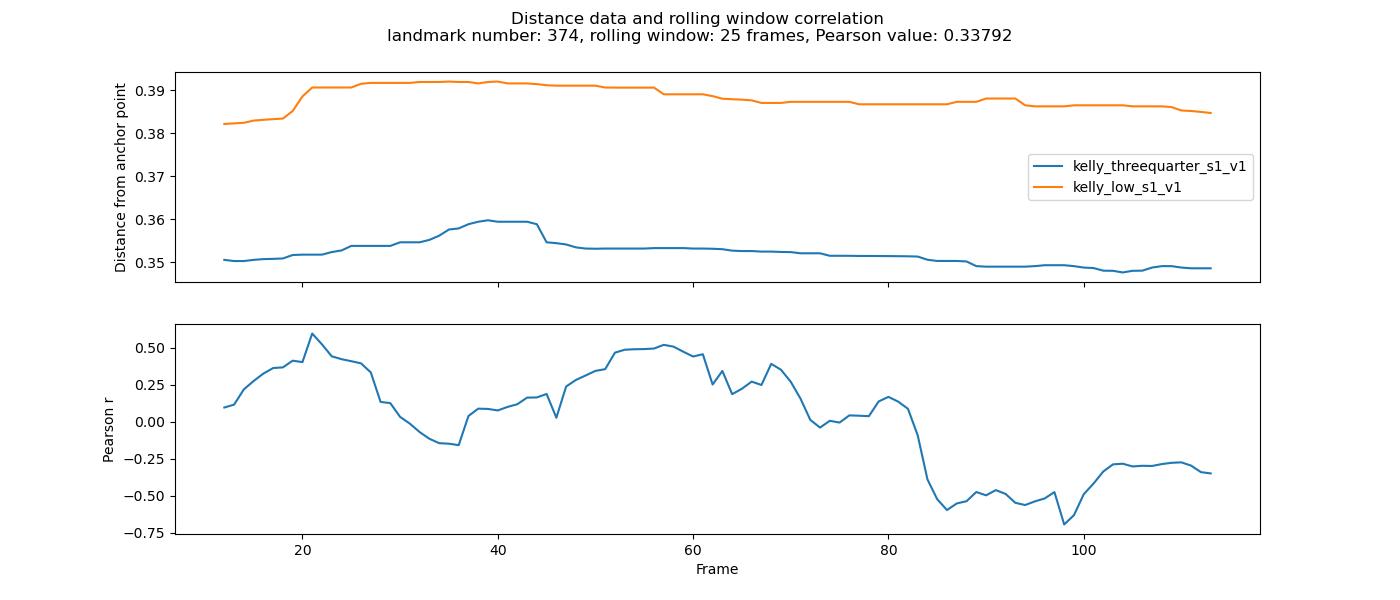 Distance data and rolling window correlation
landmark number: 374, rolling window: 25 frames, Pearson value: 0.33792
Distance from anchor point
0.39
0.38
0.37
0.36
0.35
kelly_threequarter_s1_v1
kelly_low_s1_v1
Pearson r
0.50
0.25
0.00
−0.25
−0.50
−0.75
20 40 60 80 100
Frame